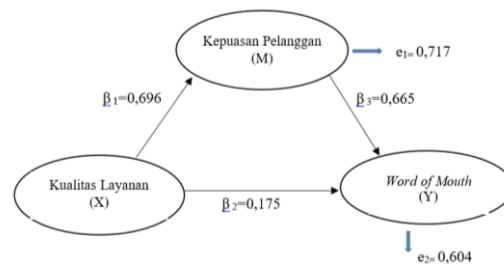 Kepuasan Pelanggan
(M)
e₁= 0,717
β₁=0,696
β₃=0,665
Kualitas Layanan
(X)
β₂=0,175
Word of Mouth
(Y)
e₂= 0,604